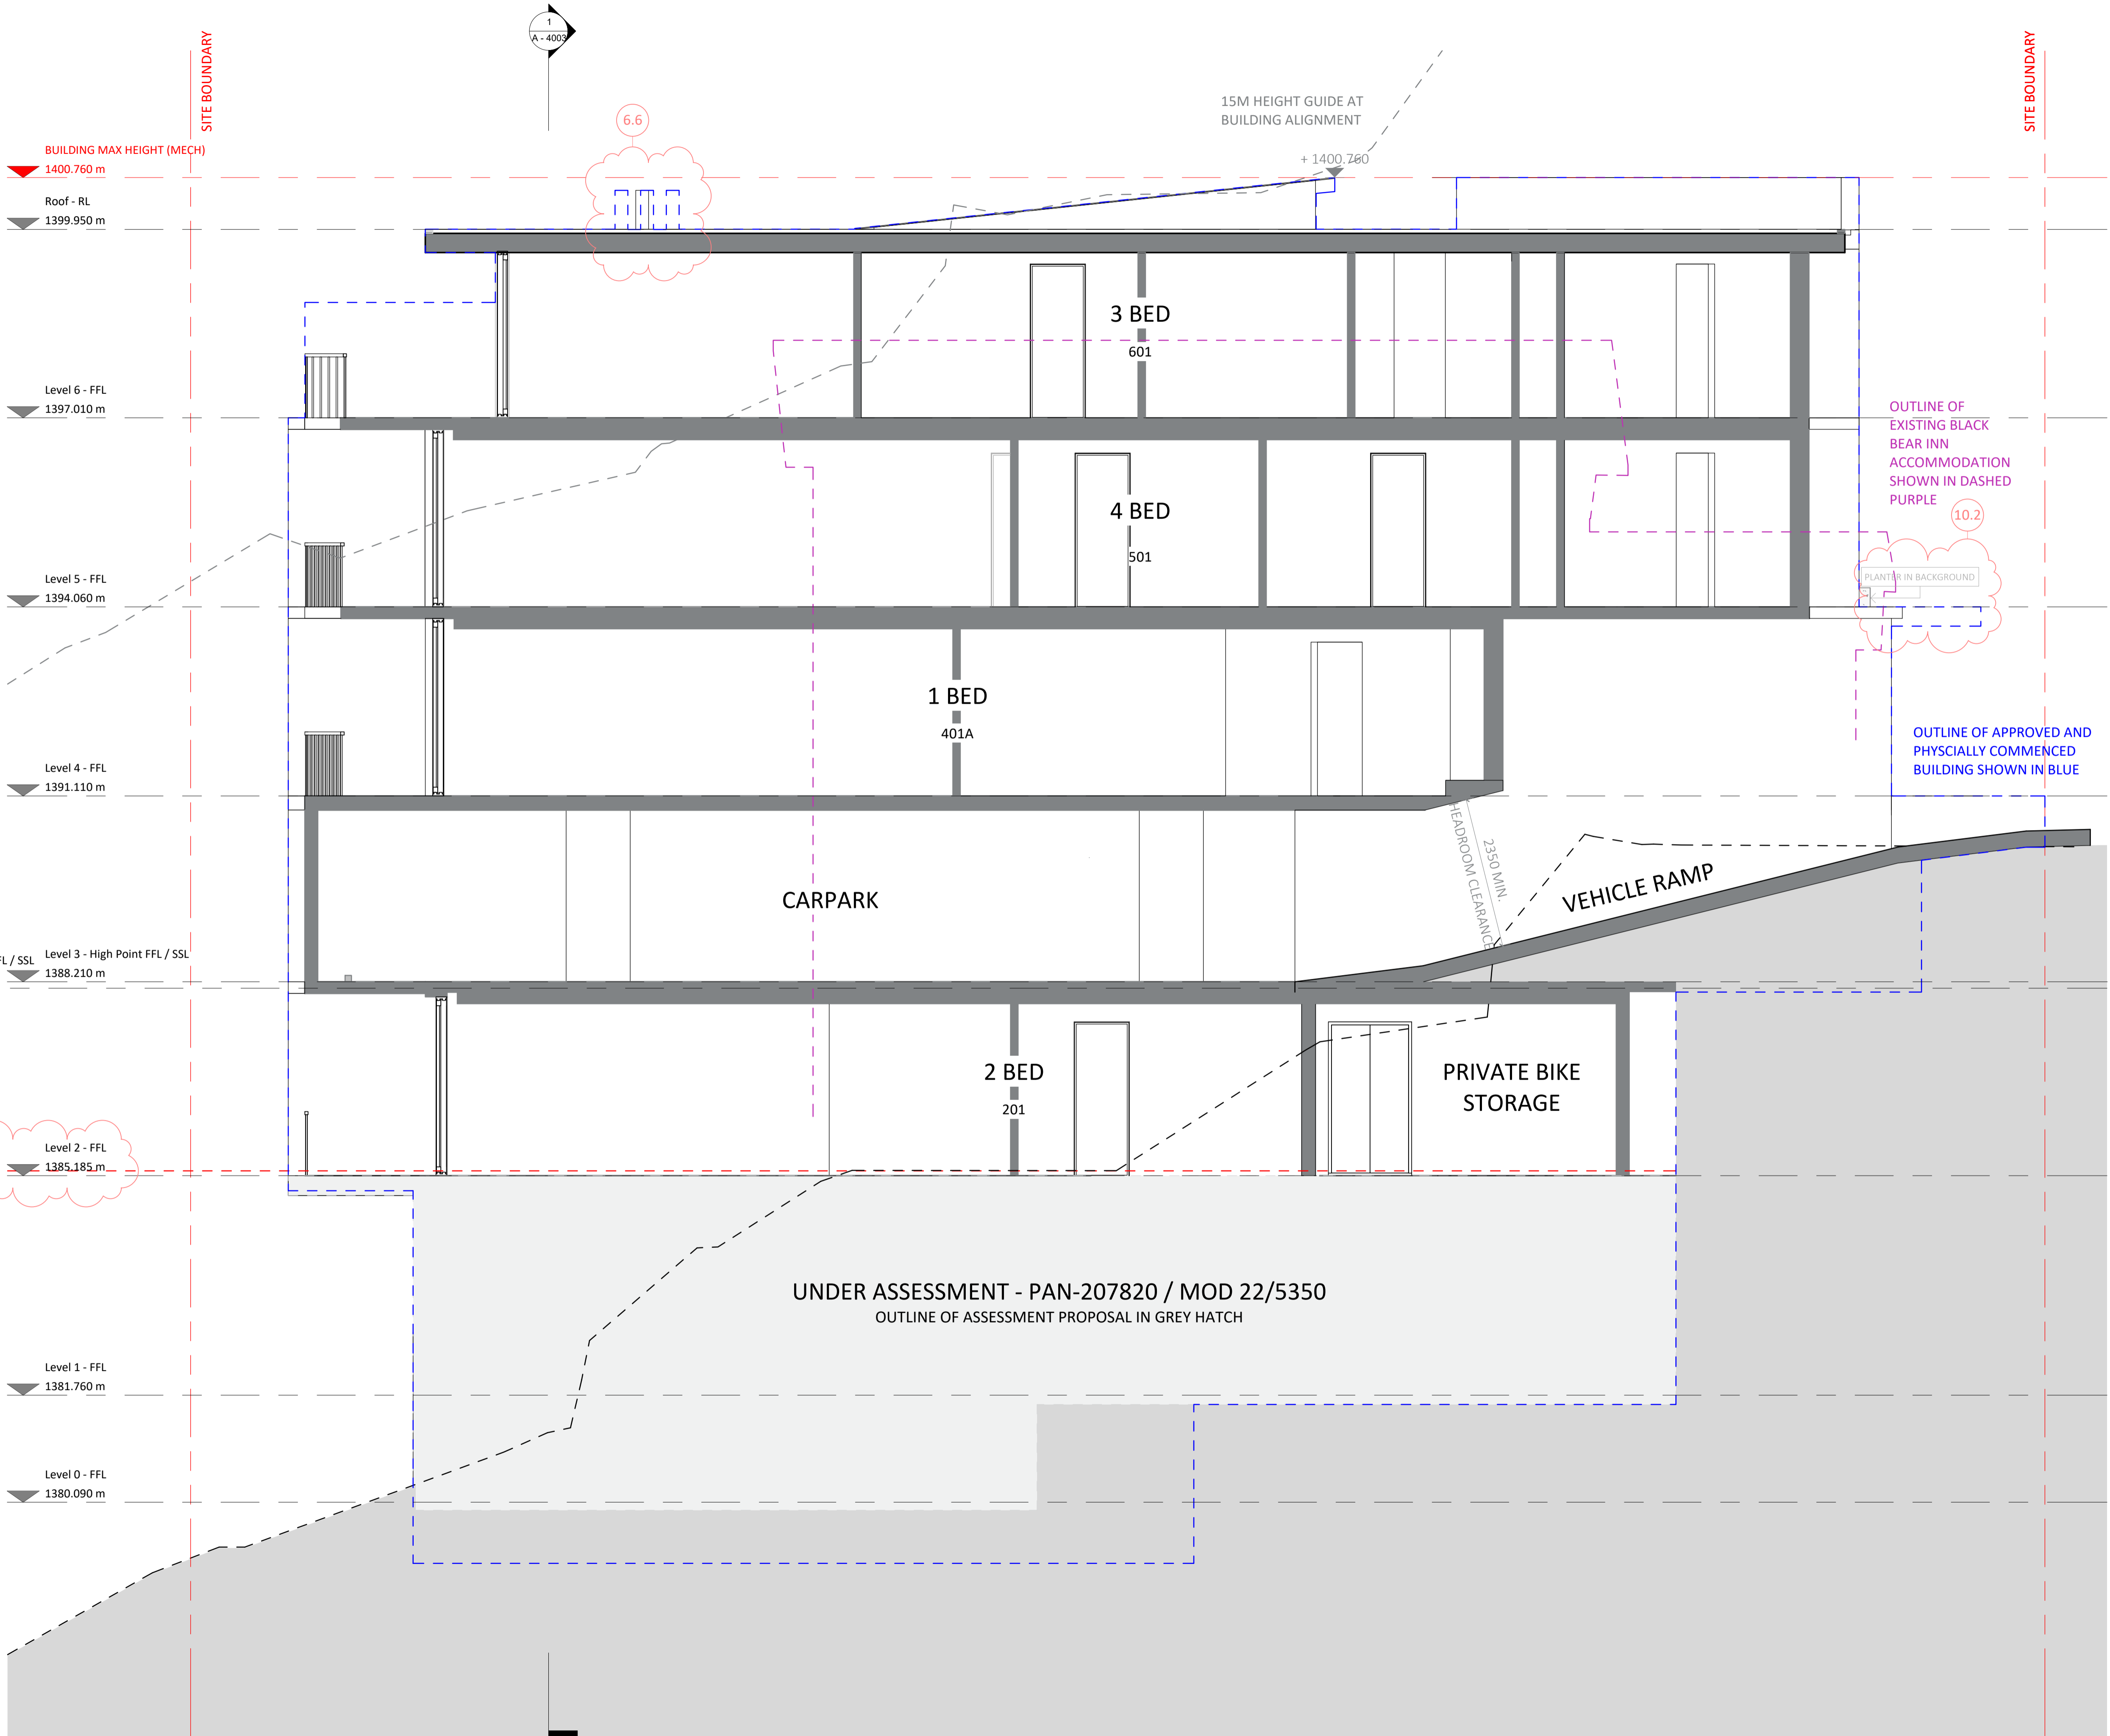 1
A - 4003
SITE BOUNDARY
SITE BOUNDARY
15M HEIGHT GUIDE AT
BUILDING ALIGNMENT
+ 1400.760
6.6
BUILDING MAX HEIGHT (MECH)
1400.760 m
Roof - RL
1399.950 m
3 BED
601
Level 6 - FFL
1397.010 m
OUTLINE OF
EXISTING BLACK
BEAR INN
ACCOMMODATION
SHOWN IN DASHED
PURPLE
4 BED
501
10.2
PLANTER IN BACKGROUND
Level 5 - FFL
1394.060 m
1 BED
401A
OUTLINE OF APPROVED AND
PHYSCIALLY COMMENCED
BUILDING SHOWN IN BLUE
Level 4 - FFL
1391.110 m
2350 MIN.
HEADROOM CLEARANCE
VEHICLE RAMP
CARPARK
FL / SSL
Level 3 - High Point FFL / SSL
1388.210 m
2 BED
201
PRIVATE BIKE
STORAGE
Level 2 - FFL
1385.185 m
UNDER ASSESSMENT - PAN-207820 / MOD 22/5350
OUTLINE OF ASSESSMENT PROPOSAL IN GREY HATCH
Level 1 - FFL
1381.760 m
Level 0 - FFL
1380.090 m